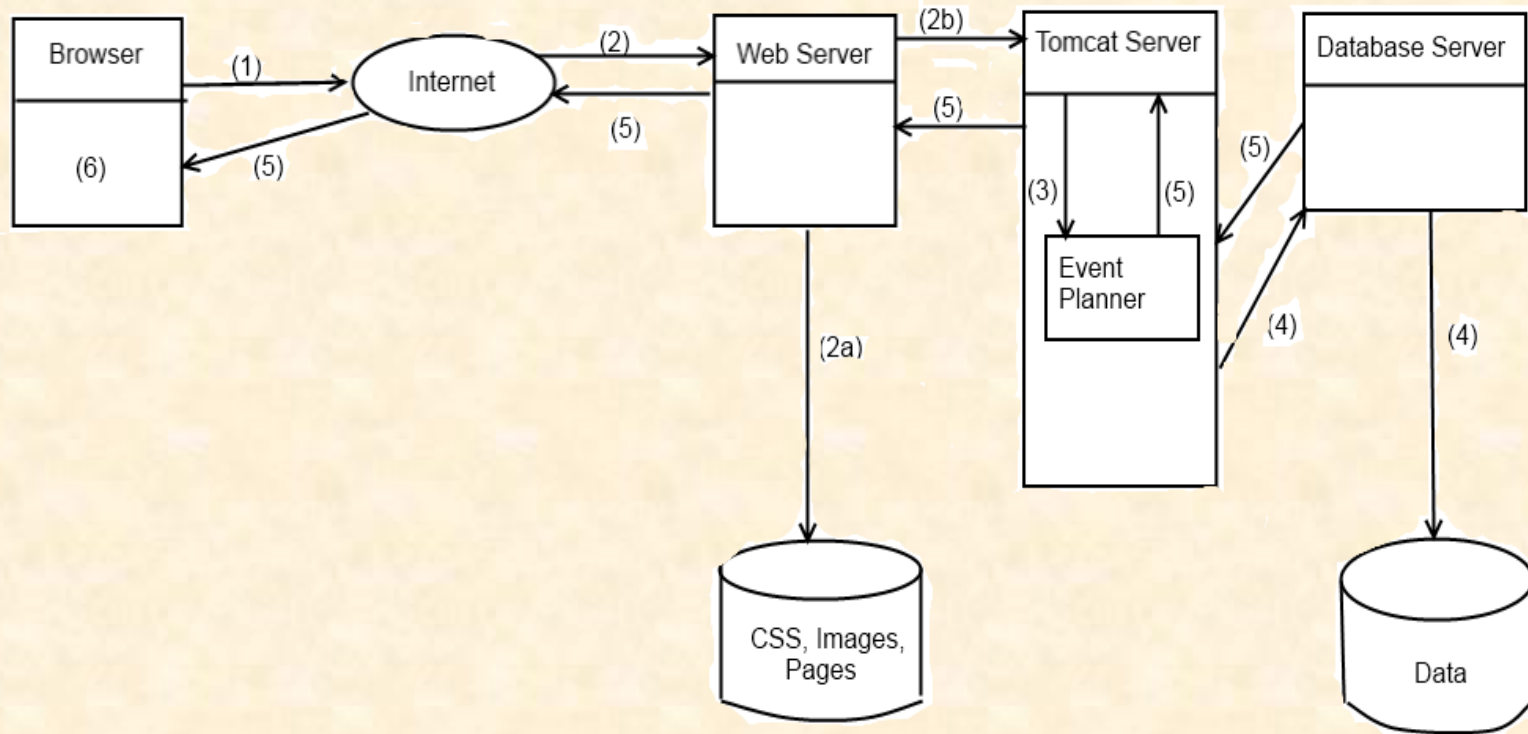 Browser
(1)
Internet
(2)
Web Server
(2b)
Tomcat Server
Database Server
(6)
(5)
(5)
(5)
(3)
(5)
(5)
Event
Planner
(4)
(4)
(2a)
CSS, Images,
Pages
Data